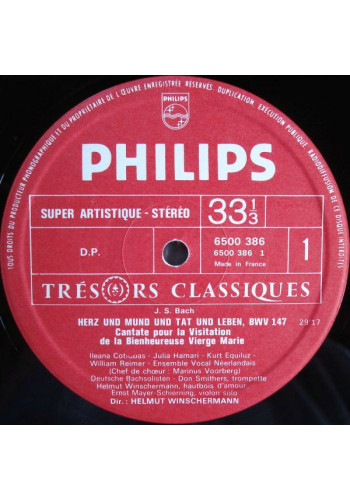 TOUS DROITS DU PRODUCTEUR PHONOGRAPHIQUE ET DU PROPRIÉTAIRE DE L'ŒUVRE ENREGISTRÉE RÉSERVÉS. DUPLICATION, EXÉCUTION PUBLIQUE, RADIODIFFUSION DU DISQUE INTERDITES
PHILIPS
PHILIPS
SUPER ARTISTIQUE - STÉRÉO
33 1/3
D.P.
6500 386
6500 386 1
Made in France
1
TRÉSORS CLASSIQUES
J. S. Bach
HERZ UND MUND UND TAT UND LEBEN, BWV 147 29'17
Cantate pour la Visitation
de la Bienheureuse Vierge Marie
Ileana Cotrubas - Julia Hamari - Kurt Equiluz -
William Reimer - Ensemble Vocal Néerlandais
(Chef de chœur : Marinus Voorberg)
Deutsche Bachsolisten - Don Smithers, trompette
Helmut Winschermann, hautbois d'amour
Ernst Mayer-Schierning, violon solo
Dir.: HELMUT WINSCHERMANN